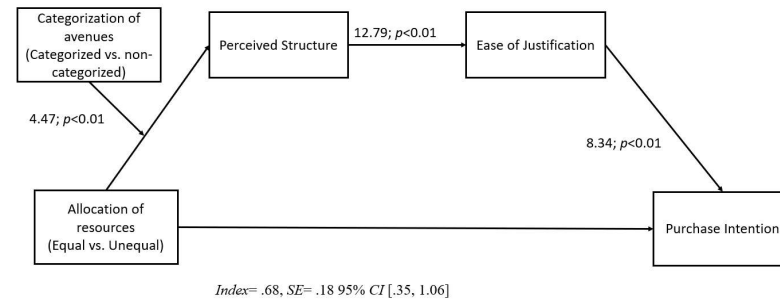 Categorization of
avenues
(Categorized vs. non-
categorized)
Perceived Structure
12.79; p<0.01
Ease of Justification
4.47; p<0.01
8.34; p<0.01
Allocation of
resources
(Equal vs. Unequal)
Purchase Intention
Index= .68, SE= .18 95% CI [.35, 1.06]